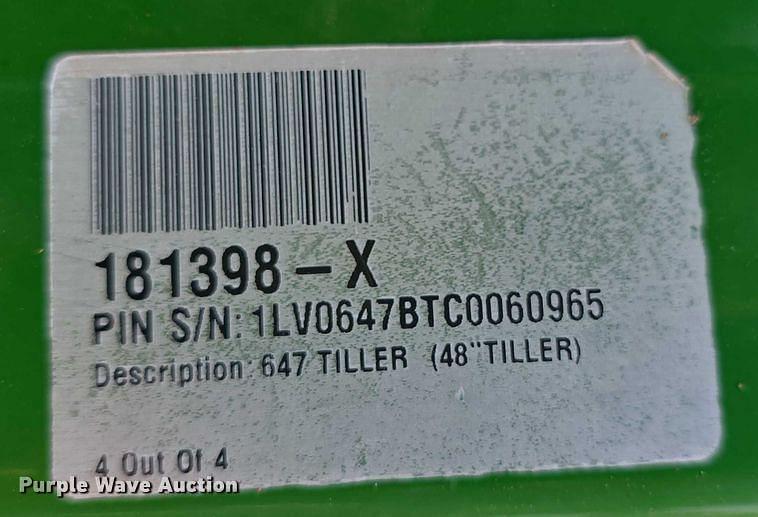 181398-X
PIN S/N: 1LV0647BTC0060965
Description: 647 TILLER (48"TILLER)
4 Out Of 4
Purple Wave Auction